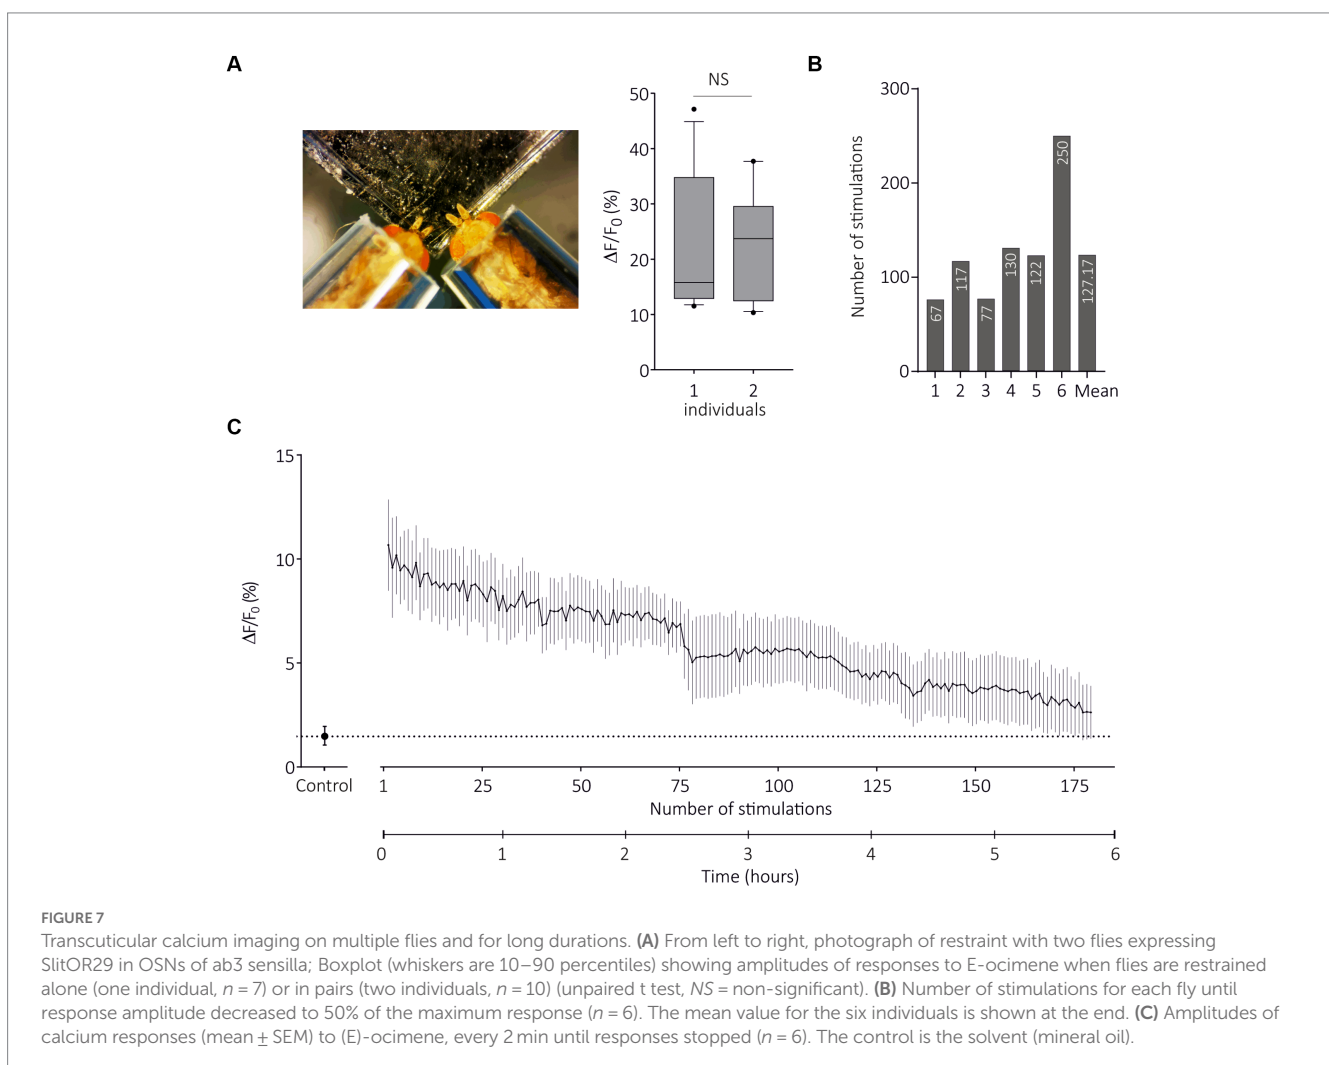 A
B
NS
50
40
30
20
10
0
ΔF/F0 (%)
1
2
individuals
300
200
100
0
Number of stimulations
67
117
77
130
122
250
127.17
1 2 3 4 5 6 Mean
C
15
10
5
0
ΔF/F0 (%)
Control
1 25 50 75 100 125 150 175
Number of stimulations
0 1 2 3 4 5 6
Time (hours)
FIGURE 7
Transcuticular calcium imaging on multiple flies and for long durations. (A) From left to right, photograph of restraint with two flies expressing
SlitOR29 in OSNs of ab3 sensilla; Boxplot (whiskers are 10–90 percentiles) showing amplitudes of responses to E-ocimene when flies are restrained
alone (one individual, n = 7) or in pairs (two individuals, n = 10) (unpaired t test, NS = non-significant). (B) Number of stimulations for each fly until
response amplitude decreased to 50% of the maximum response (n = 6). The mean value for the six individuals is shown at the end. (C) Amplitudes of
calcium responses (mean ± SEM) to (E)-ocimene, every 2 min until responses stopped (n = 6). The control is the solvent (mineral oil).